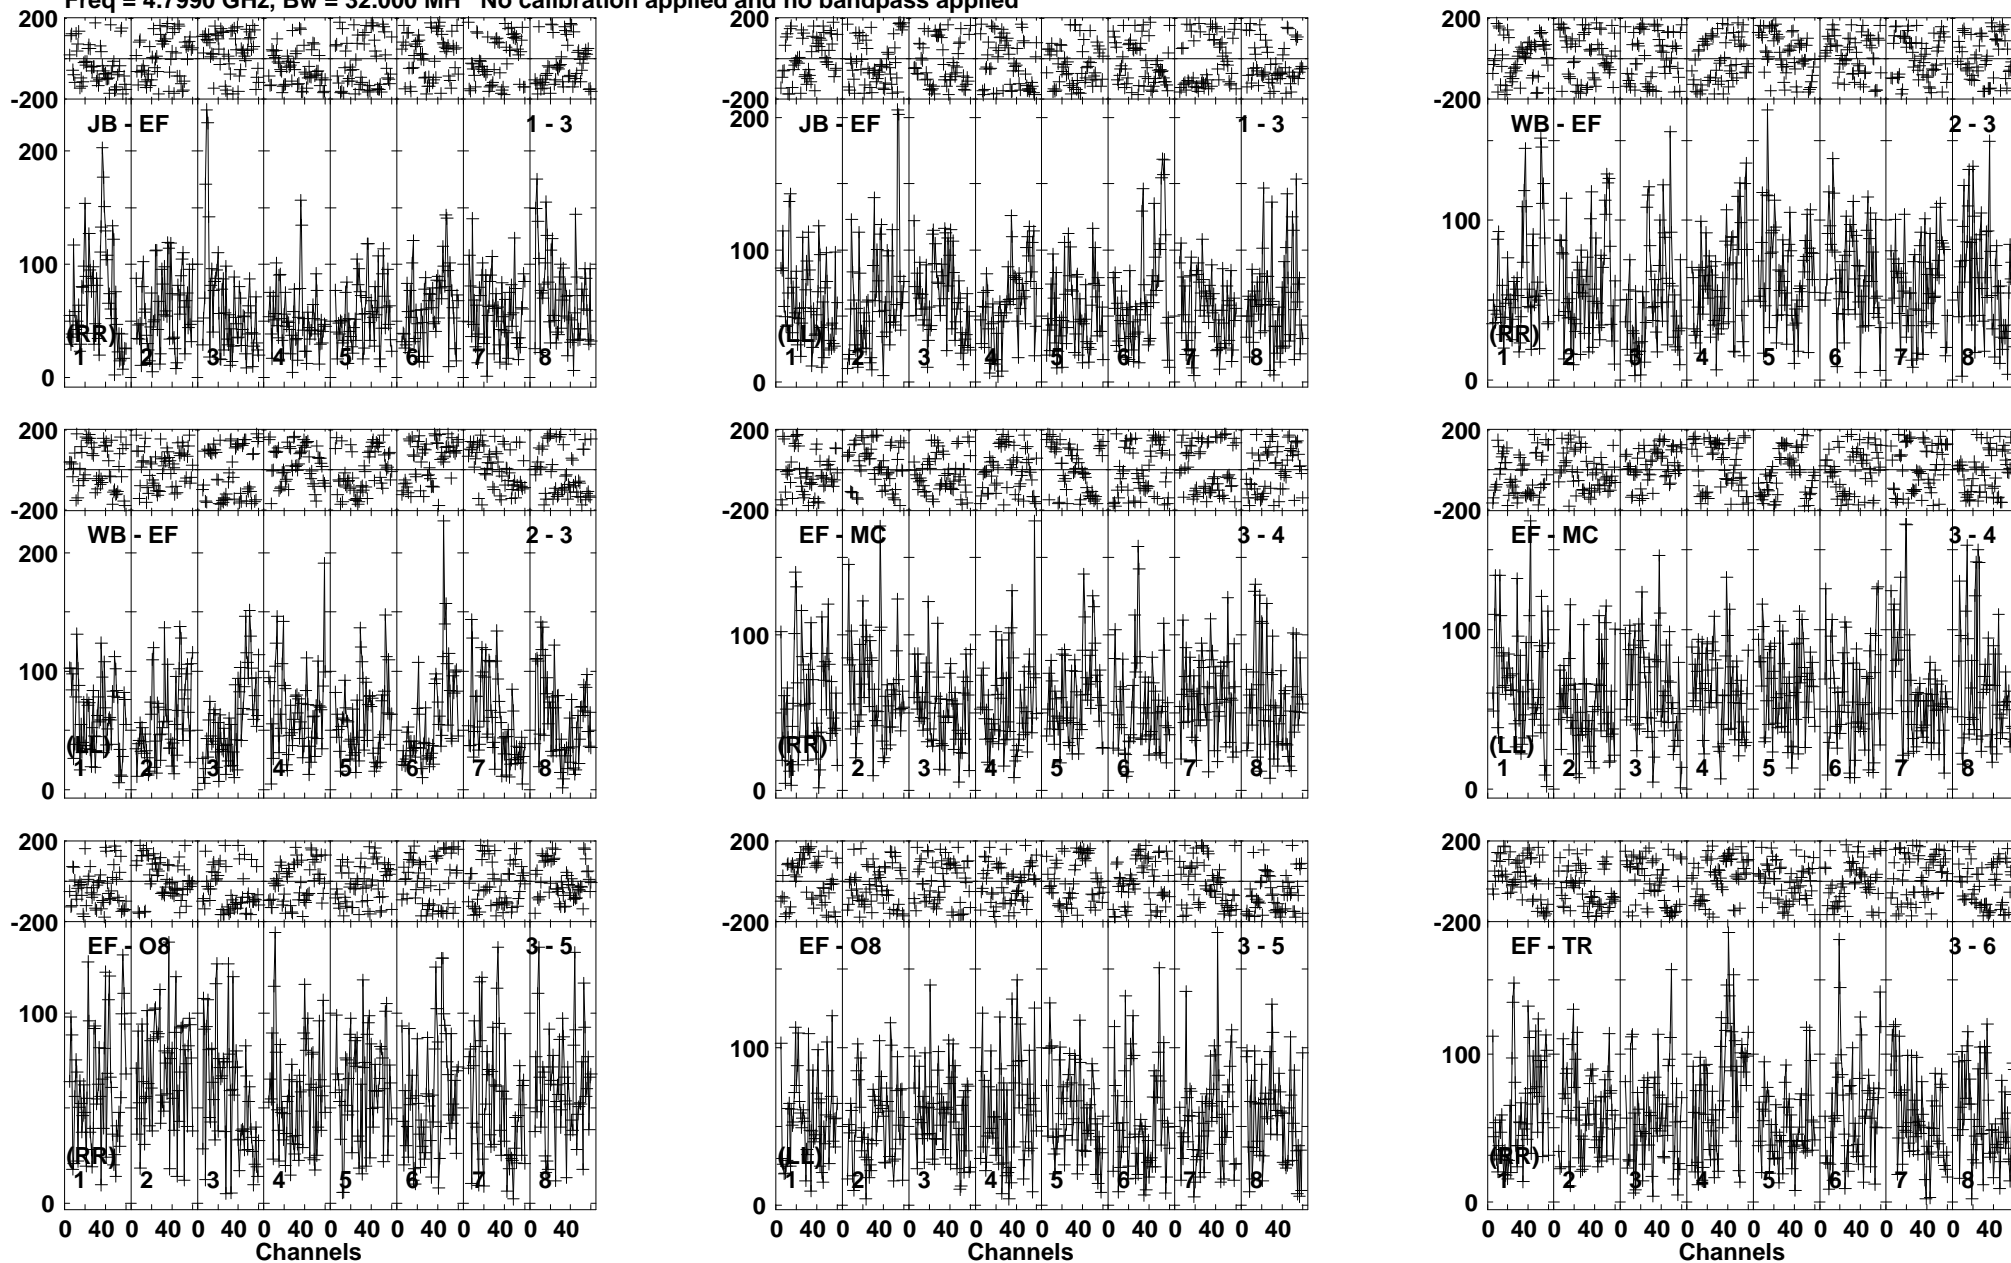 Freq = 4.7990 GHz, Bw = 32.000 MH No calibration applied and no bandpass applied
200 200 200
-200 -200 -200
JB - EF 1 - 3 JB - EF 1 - 3 WB - EF 2 - 3
200 200
100 100 100
(RR) (LL) (RR)
1 2 3 4 5 6 7 8 1 2 3 4 5 6 7 8 1 2 3 4 5 6 7 8
0 0 0
200 200 200
-200 -200 -200
WB - EF 2 - 3 EF - MC 3 - 4 EF - MC 3 - 4
200
100 100 100
(LL) (RR) (LL)
1 2 3 4 5 6 7 8 1 2 3 4 5 6 7 8 1 2 3 4 5 6 7 8
0 0 0
200 200 200
-200 -200 -200
EF - O8 3 - 5 EF - O8 3 - 5 EF - TR 3 - 6
100 100 100
(RR) (LL) (RR)
1 2 3 4 5 6 7 8 1 2 3 4 5 6 7 8 1 2 3 4 5 6 7 8
0 0 0
0 40 0 40 0 40 0 40 0 40 0 40 0 40 0 40 0 40 0 40 0 40 0 40 0 40 0 40 0 40 0 40 0 40 0 40 0 40 0 40 0 40 0 40 0 40 0 40
Channels Channels Channels